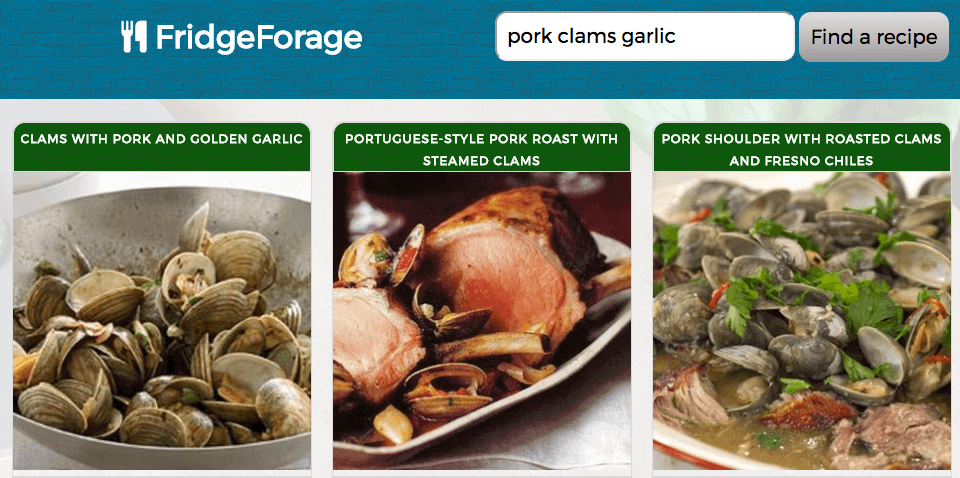 FridgeForage
pork clams garlic
Find a recipe
CLAMS WITH PORK AND GOLDEN GARLIC
PORTUGUESE-STYLE PORK ROAST WITH
STEAMED CLAMS
PORK SHOULDER WITH ROASTED CLAMS
AND FRESNO CHILES